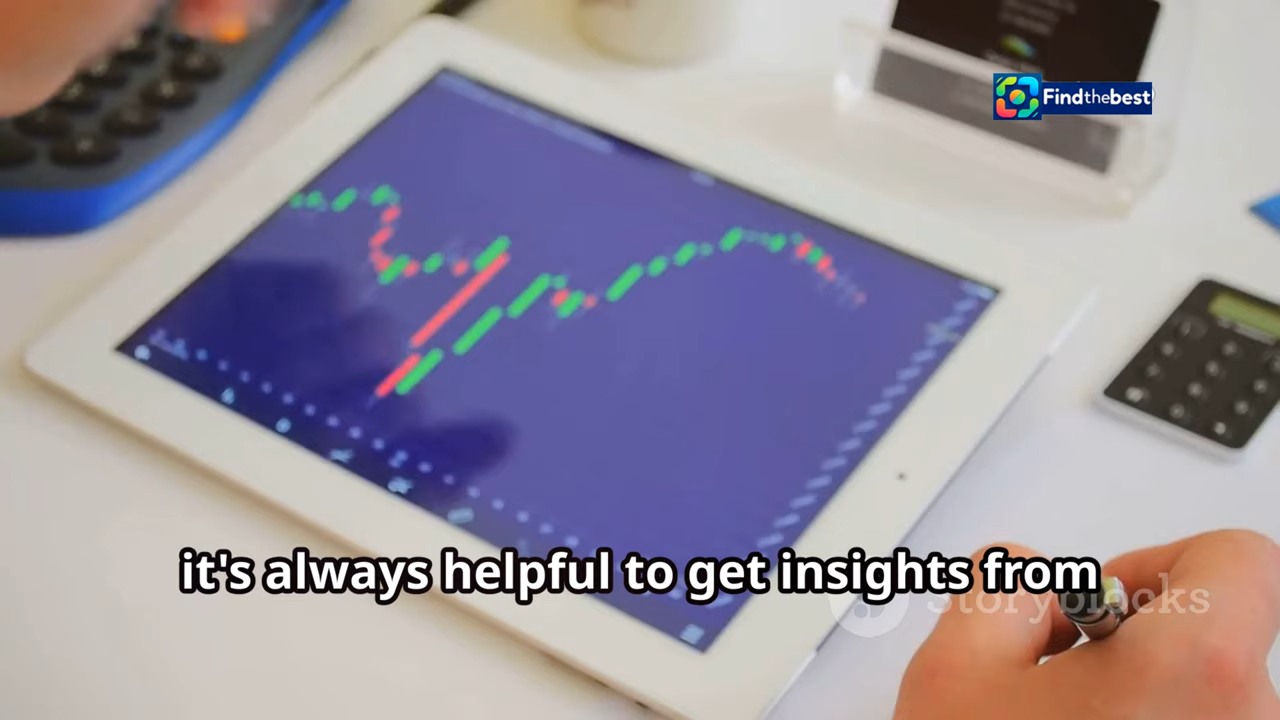 Findthebest
it's always helpful to get insights from
Storyblocks